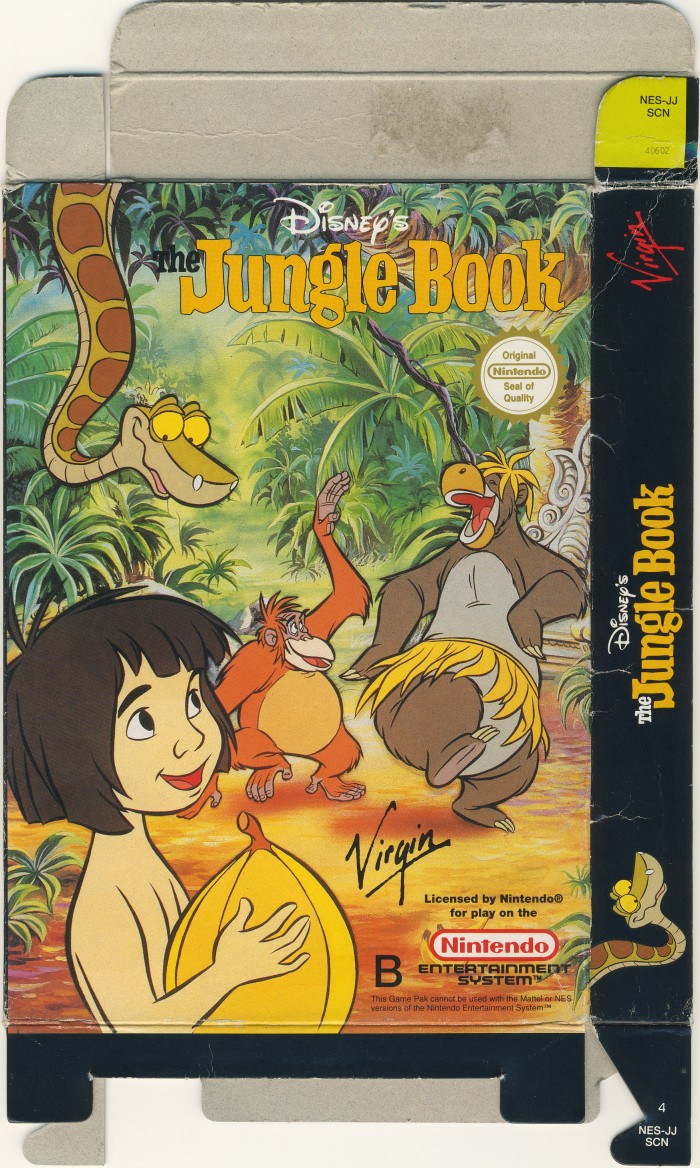 NES-JJ
SCN
40602
Disney's
The Jungle Book
Original
Nintendo
Seal of
Quality
Virgin
Licensed by Nintendo®
for play on the
Nintendo
ENTERTAINMENT
SYSTEM™
B
This Game Pak cannot be used with the Mattel or NES
versions of the Nintendo Entertainment System™
Virgin
Disney's
The Jungle Book
4
NES-JJ
SCN